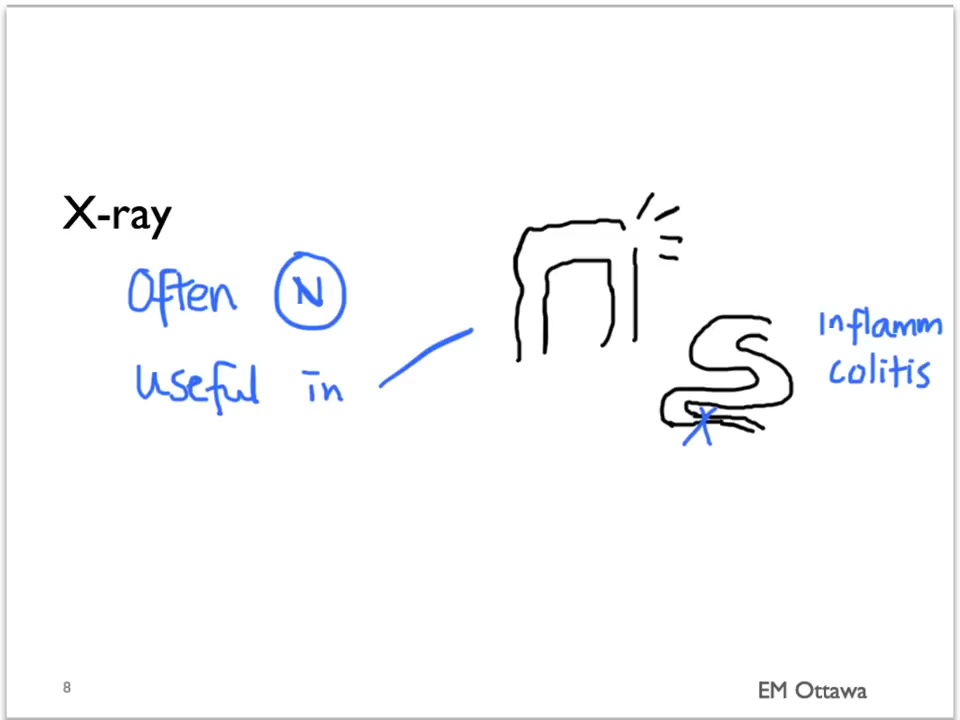 X-ray
Often N
Useful in
Inflamm
colitis
X
8
EM Ottawa